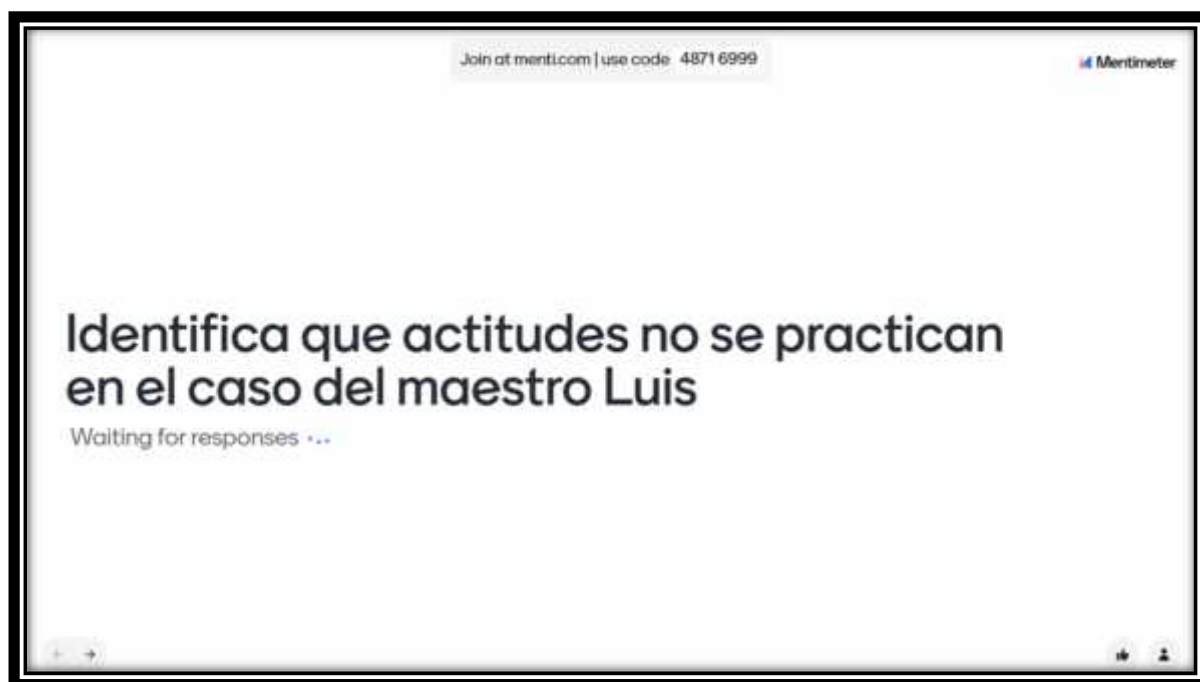 Join at menti.com | use code 4871 6999
Mentimeter
Identifica que actitudes no se practican
en el caso del maestro Luis
Waiting for responses